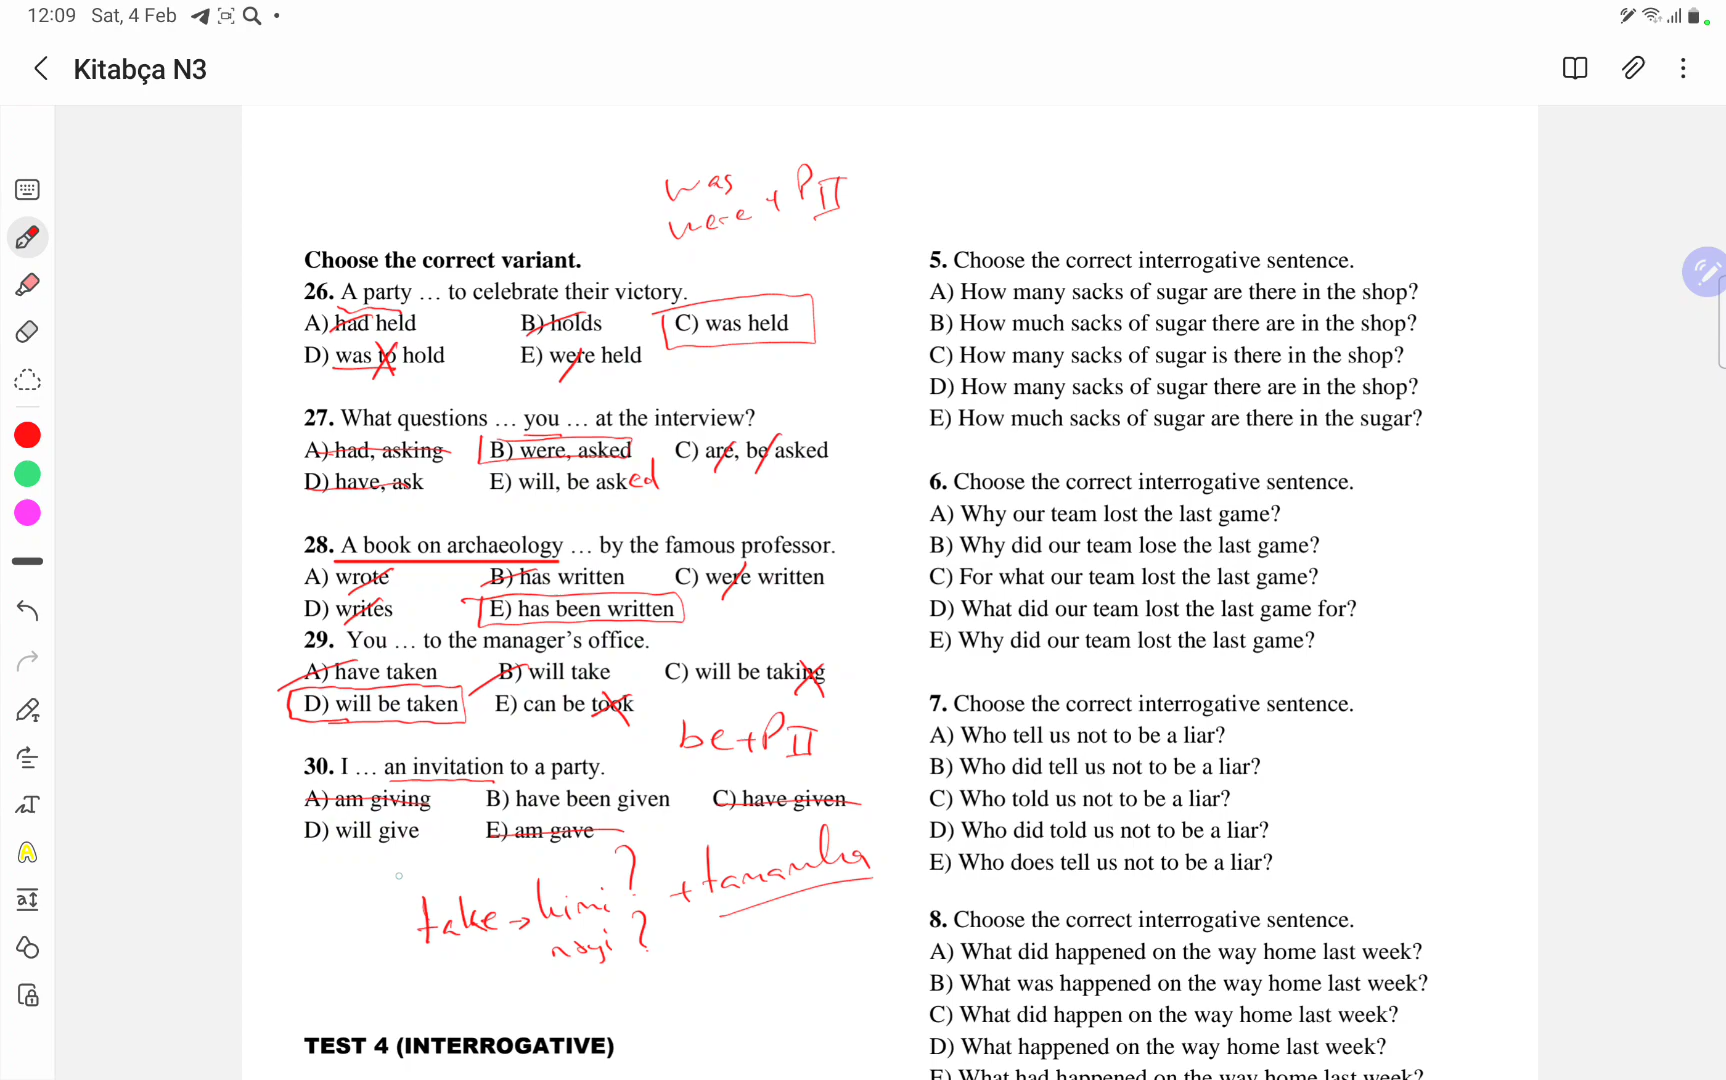 12:09 Sat, 4 Feb
Kitabça N3
was
were + PII
Choose the correct variant.
26. A party … to celebrate their victory.
A) had held B) holds C) was held
D) was to hold E) were held
27. What questions … you … at the interview?
A) had, asking B) were, asked C) are, be asked
D) have, ask E) will, be asked
28. A book on archaeology … by the famous professor.
A) wrote B) has written C) were written
D) writes E) has been written
29. You … to the manager’s office.
A) have taken B) will take C) will be taking
D) will be taken E) can be took
be+PII
30. I … an invitation to a party.
A) am giving B) have been given C) have given
D) will give E) am gave
take → kimi? + tamamlıq
nəyi?
TEST 4 (INTERROGATIVE)
5. Choose the correct interrogative sentence.
A) How many sacks of sugar are there in the shop?
B) How much sacks of sugar there are in the shop?
C) How many sacks of sugar is there in the shop?
D) How many sacks of sugar there are in the shop?
E) How much sacks of sugar are there in the sugar?
6. Choose the correct interrogative sentence.
A) Why our team lost the last game?
B) Why did our team lose the last game?
C) For what our team lost the last game?
D) What did our team lost the last game for?
E) Why did our team lost the last game?
7. Choose the correct interrogative sentence.
A) Who tell us not to be a liar?
B) Who did tell us not to be a liar?
C) Who told us not to be a liar?
D) Who did told us not to be a liar?
E) Who does tell us not to be a liar?
8. Choose the correct interrogative sentence.
A) What did happened on the way home last week?
B) What was happened on the way home last week?
C) What did happen on the way home last week?
D) What happened on the way home last week?
E) What had happened on the way home last week?